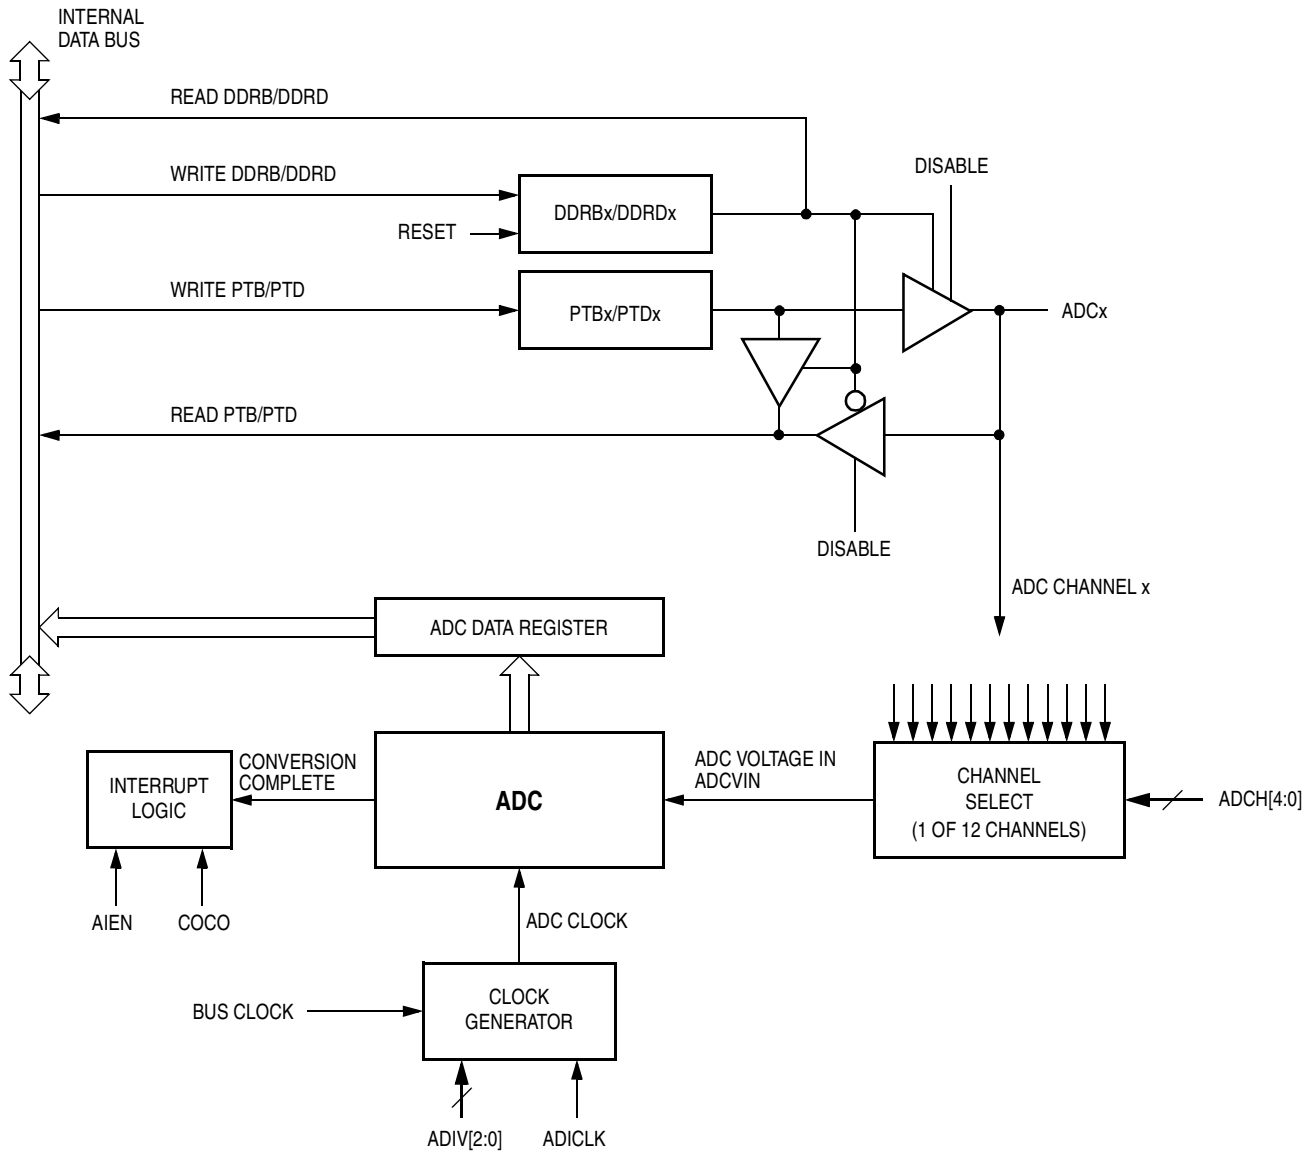 INTERNAL
DATA BUS
READ DDRB/DDRD
WRITE DDRB/DDRD
DISABLE
DDRBx/DDRDx
RESET
WRITE PTB/PTD
PTBx/PTDx
ADCx
READ PTB/PTD
DISABLE
ADC CHANNEL x
ADC DATA REGISTER
INTERRUPT
LOGIC
CONVERSION
COMPLETE
ADC
ADC VOLTAGE IN
ADCVIN
CHANNEL
SELECT
(1 OF 12 CHANNELS)
ADCH[4:0]
AIEN
COCO
ADC CLOCK
BUS CLOCK
CLOCK
GENERATOR
ADIV[2:0]
ADICLK